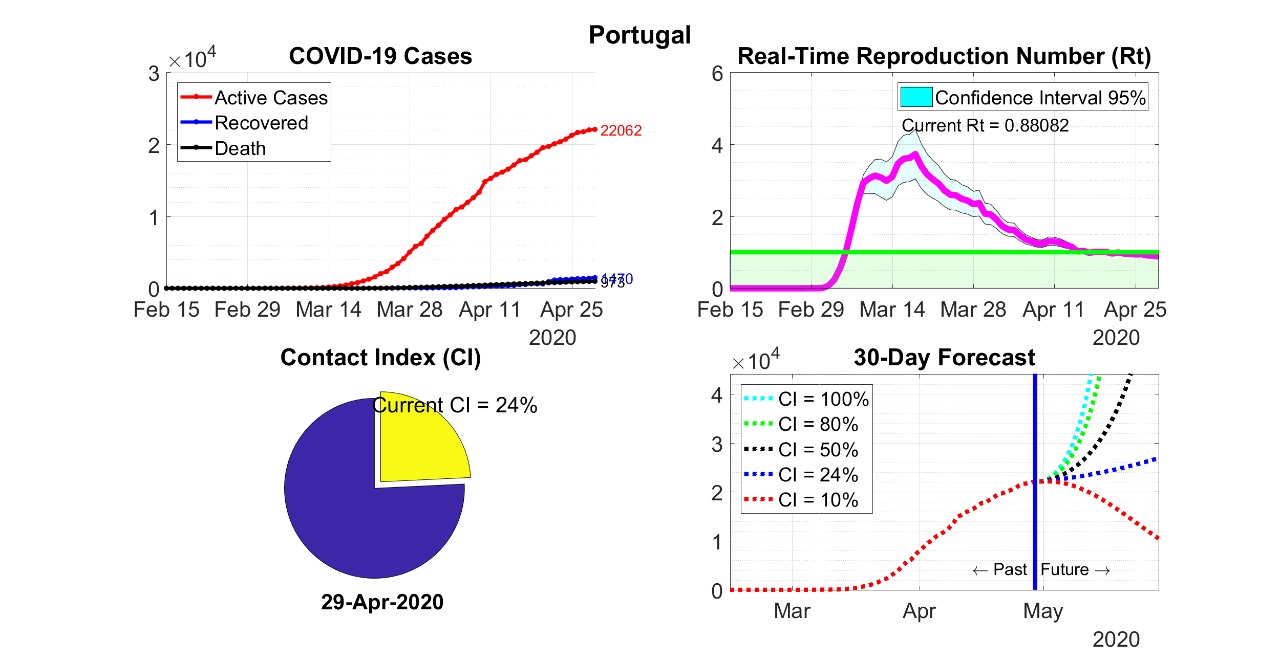 Portugal
COVID-19 Cases
×10⁴
3
2
1
0
Active Cases
Recovered
Death
22062
1470
973
Feb 15 Feb 29 Mar 14 Mar 28 Apr 11 Apr 25
2020
Real-Time Reproduction Number (Rt)
6
4
2
0
Confidence Interval 95%
Current Rt = 0.88082
Feb 15 Feb 29 Mar 14 Mar 28 Apr 11 Apr 25
2020
Contact Index (CI)
Current CI = 24%
29-Apr-2020
30-Day Forecast
×10⁴
4
3
2
1
0
CI = 100%
CI = 80%
CI = 50%
CI = 24%
CI = 10%
← Past Future →
Mar Apr May
2020